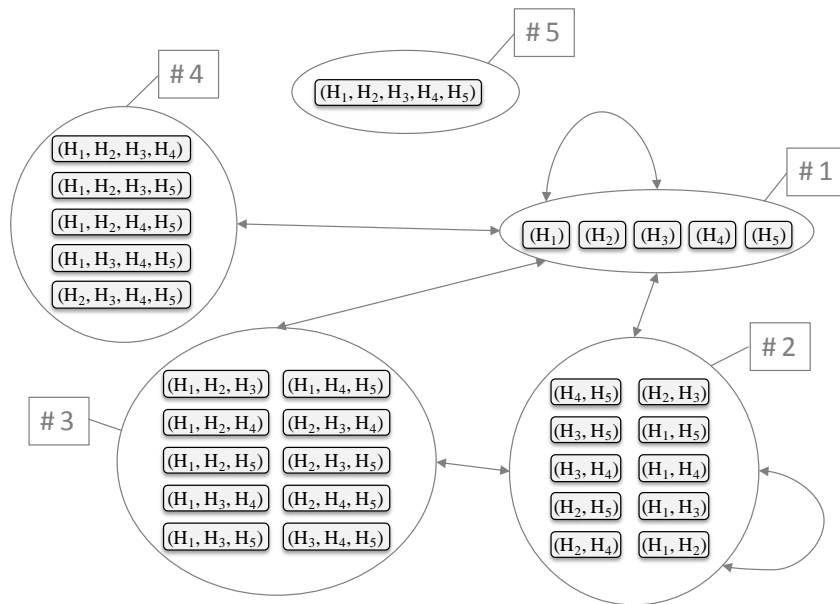 # 5
# 4
(H₁, H₂, H₃, H₄, H₅)
(H₁, H₂, H₃, H₄)
(H₁, H₂, H₃, H₅)
(H₁, H₂, H₄, H₅)
(H₁, H₃, H₄, H₅)
(H₂, H₃, H₄, H₅)
# 1
(H₁) (H₂) (H₃) (H₄) (H₅)
# 3
(H₁, H₂, H₃) (H₁, H₄, H₅)
(H₁, H₂, H₄) (H₂, H₃, H₄)
(H₁, H₂, H₅) (H₂, H₃, H₅)
(H₁, H₃, H₄) (H₂, H₄, H₅)
(H₁, H₃, H₅) (H₃, H₄, H₅)
# 2
(H₄, H₅) (H₂, H₃)
(H₃, H₅) (H₁, H₅)
(H₃, H₄) (H₁, H₄)
(H₂, H₅) (H₁, H₃)
(H₂, H₄) (H₁, H₂)